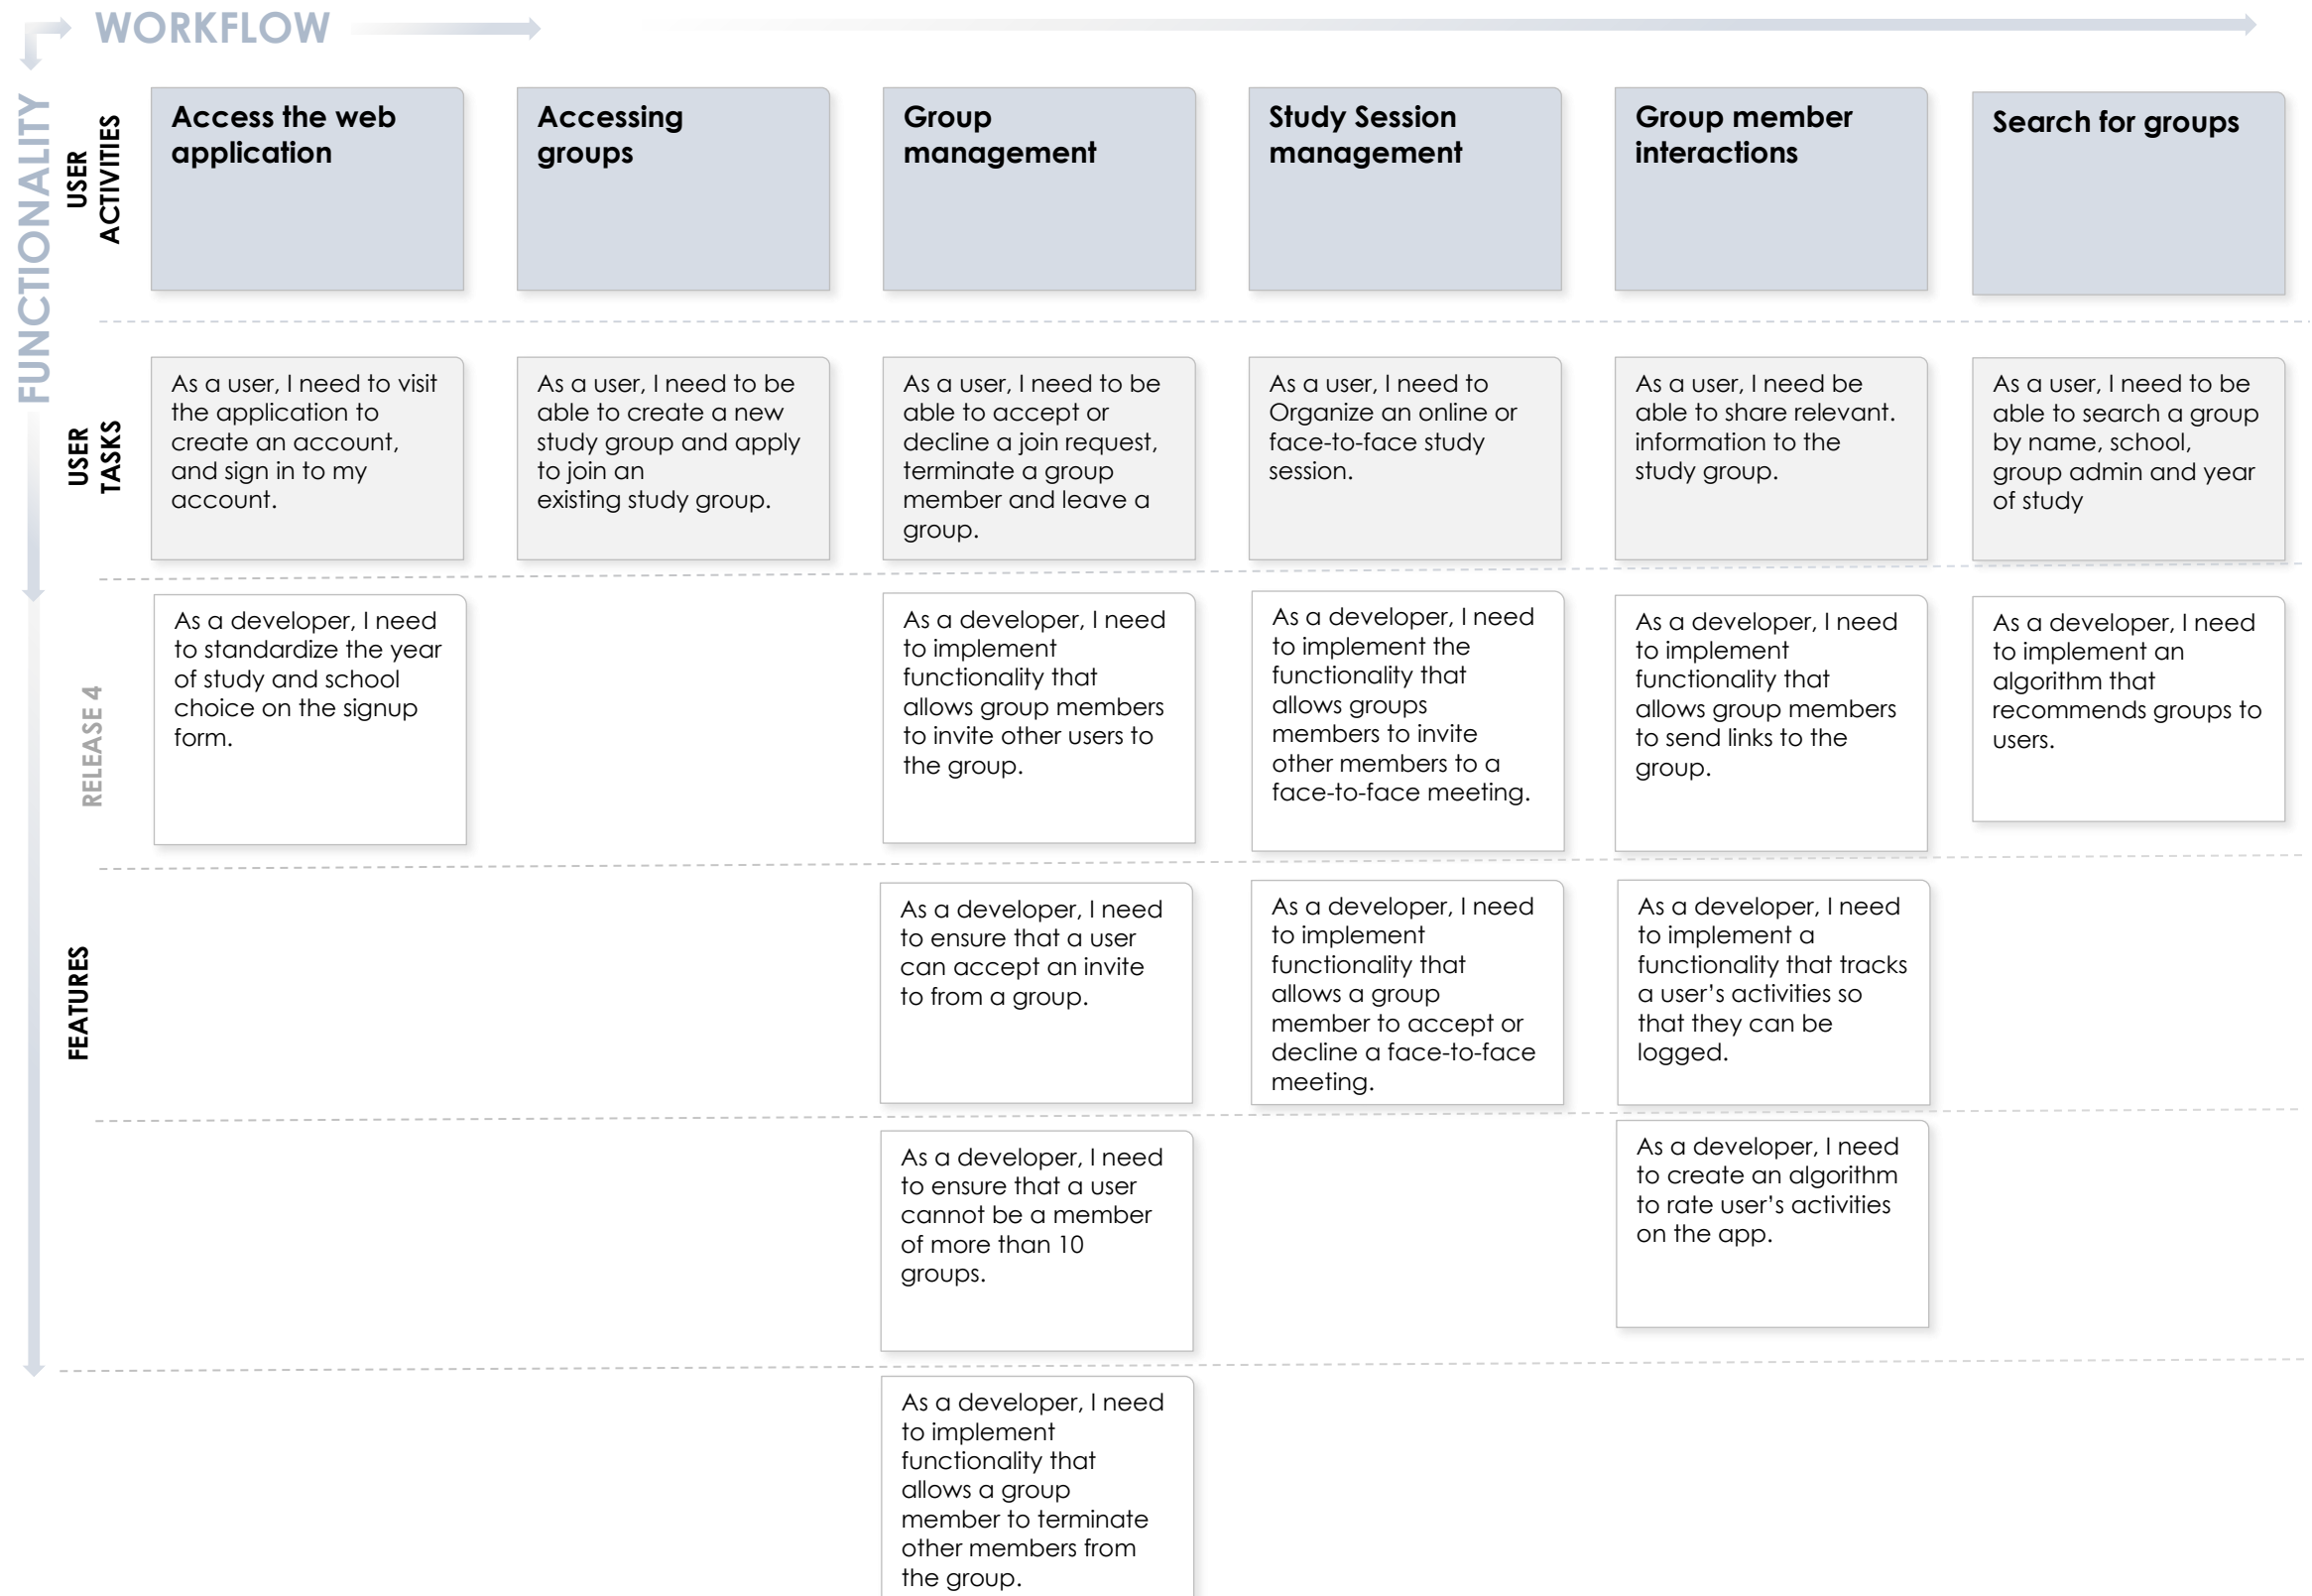 WORKFLOW
FUNCTIONALITY
USER
ACTIVITIES
Access the web
application
Accessing
groups
Group
management
Study Session
management
Group member
interactions
Search for groups
USER
TASKS
As a user, I need to visit
the application to
create an account,
and sign in to my
account.
As a user, I need to be
able to create a new
study group and apply
to join an
existing study group.
As a user, I need to be
able to accept or
decline a join request,
terminate a group
member and leave a
group.
As a user, I need to
Organize an online or
face-to-face study
session.
As a user, I need be
able to share relevant.
information to the
study group.
As a user, I need to be
able to search a group
by name, school,
group admin and year
of study
RELEASE 4
As a developer, I need
to standardize the year
of study and school
choice on the signup
form.
As a developer, I need
to implement
functionality that
allows group members
to invite other users to
the group.
As a developer, I need
to implement the
functionality that
allows groups
members to invite
other members to a
face-to-face meeting.
As a developer, I need
to implement
functionality that
allows group members
to send links to the
group.
As a developer, I need
to implement an
algorithm that
recommends groups to
users.
FEATURES
As a developer, I need
to ensure that a user
can accept an invite
to from a group.
As a developer, I need
to implement
functionality that
allows a group
member to accept or
decline a face-to-face
meeting.
As a developer, I need
to implement a
functionality that tracks
a user’s activities so
that they can be
logged.
As a developer, I need
to ensure that a user
cannot be a member
of more than 10
groups.
As a developer, I need
to create an algorithm
to rate user’s activities
on the app.
As a developer, I need
to implement
functionality that
allows a group
member to terminate
other members from
the group.